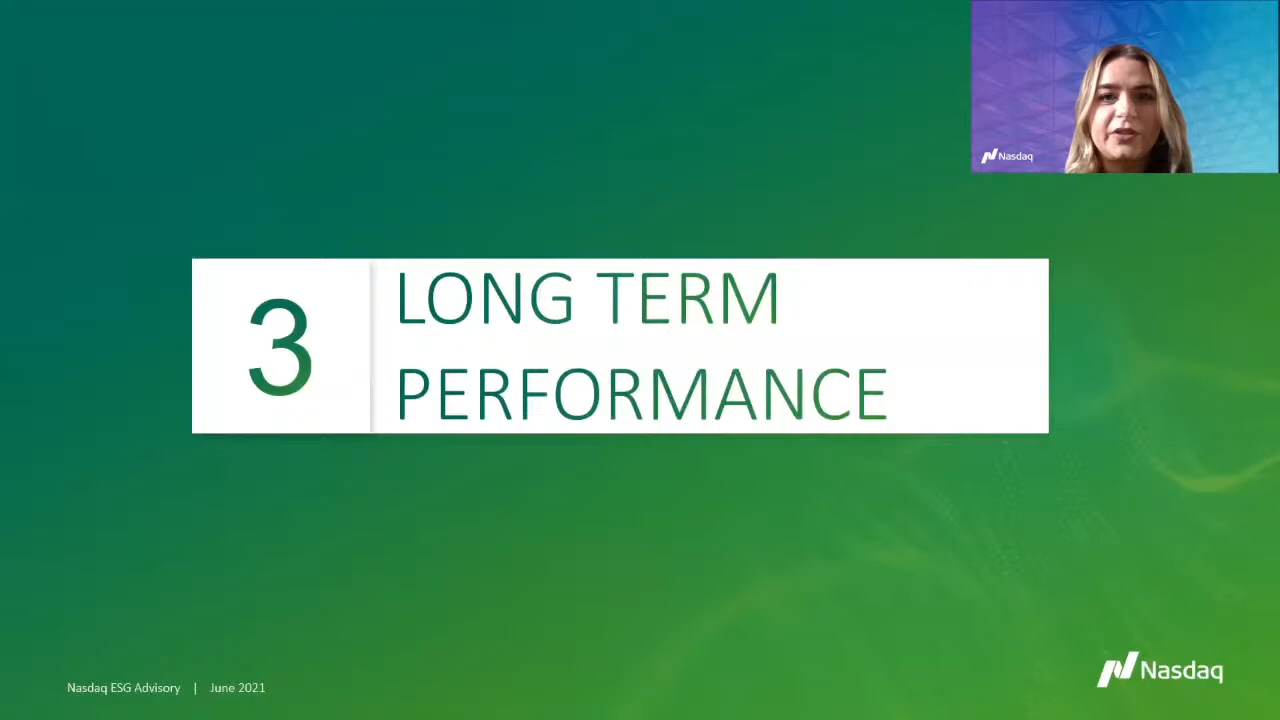 Nasdaq
3
LONG TERM
PERFORMANCE
Nasdaq ESG Advisory | June 2021
Nasdaq